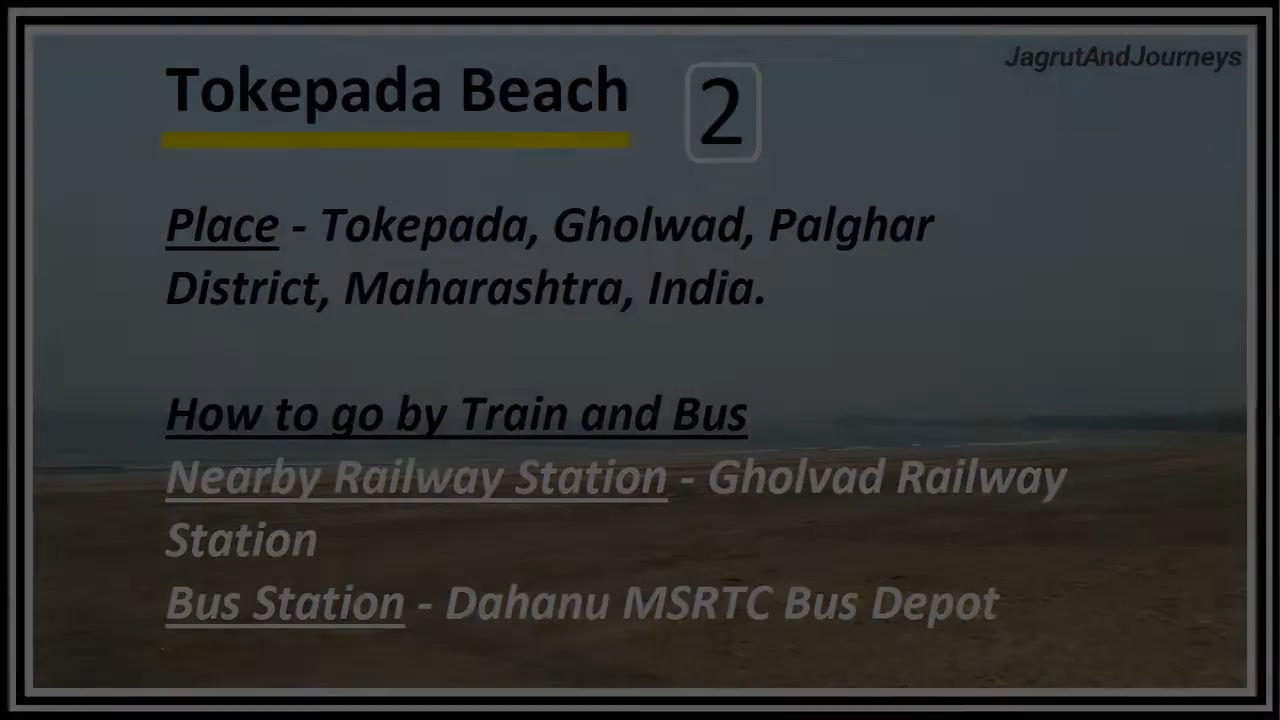 JagrutAndJourneys
Tokepada Beach
2
Place - Tokepada, Gholwad, Palghar
District, Maharashtra, India.
How to go by Train and Bus
Nearby Railway Station - Gholvad Railway
Station
Bus Station - Dahanu MSRTC Bus Depot